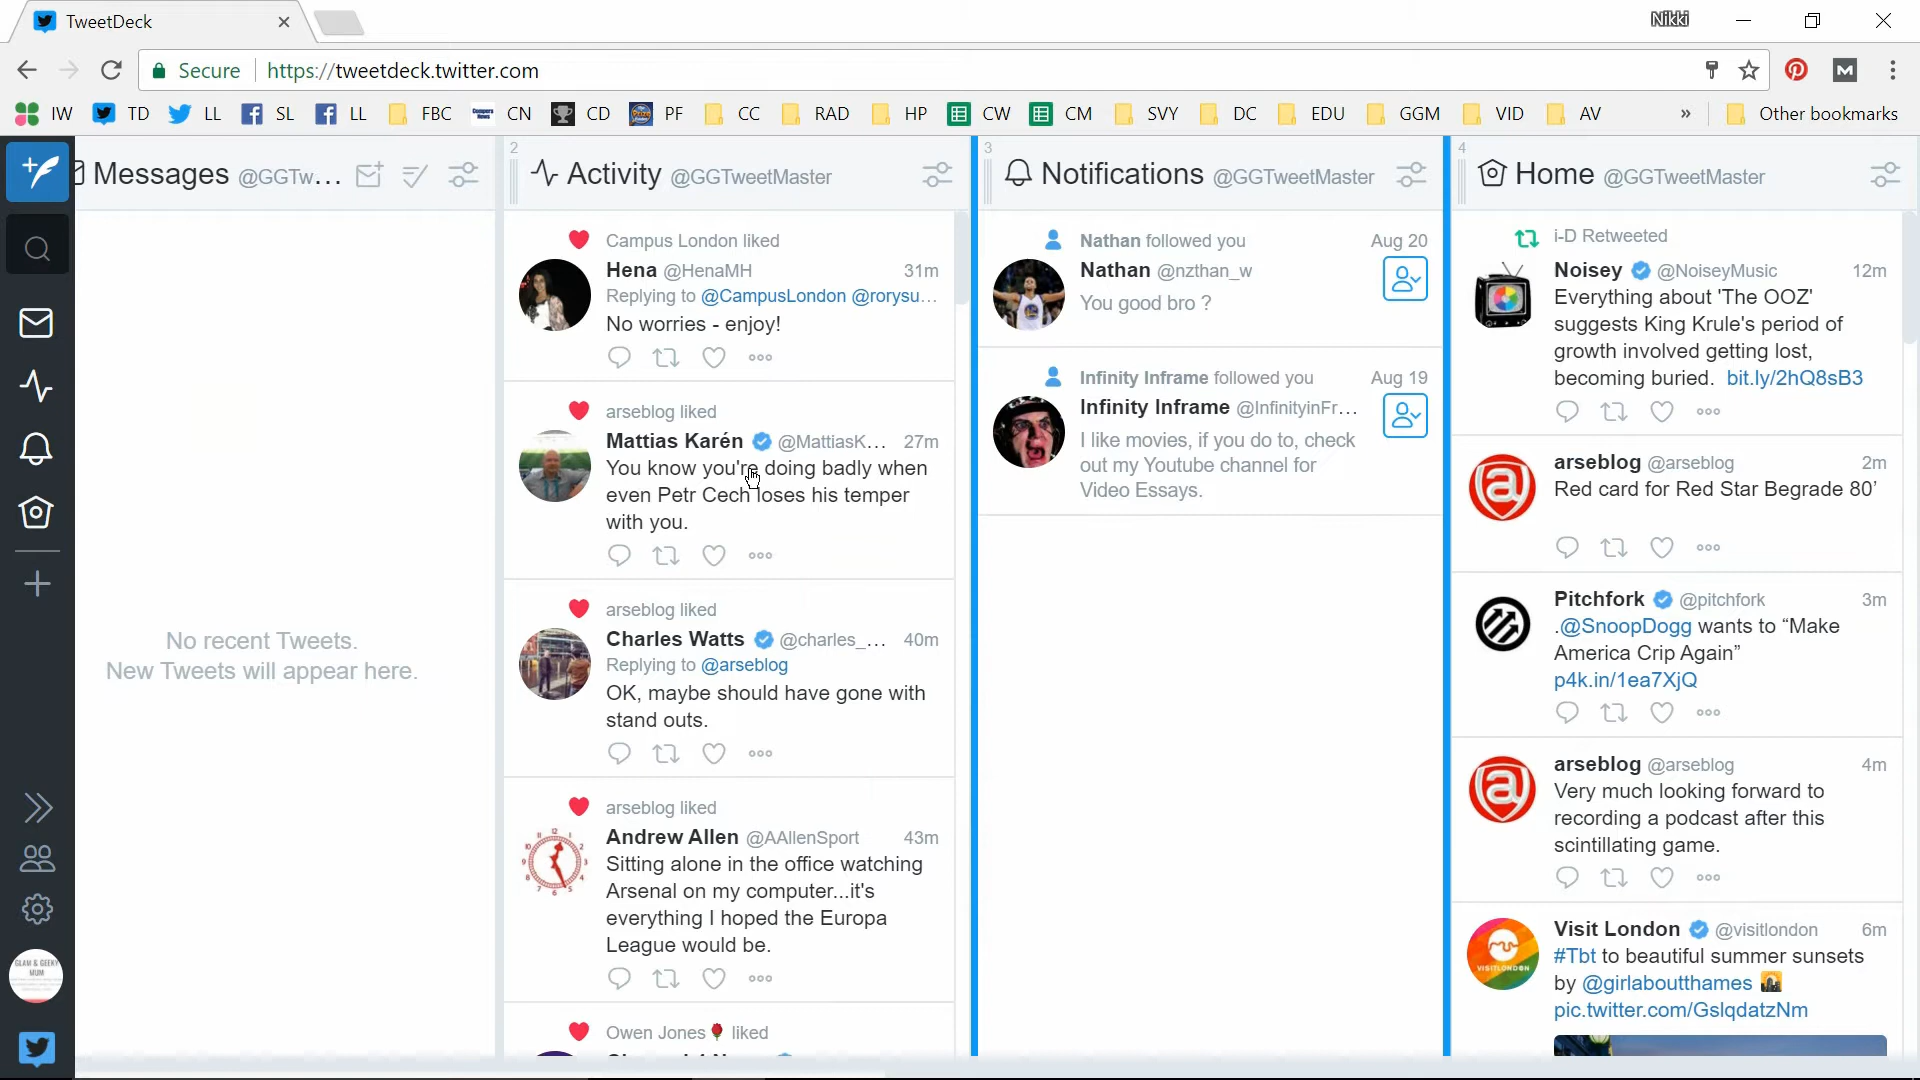 TweetDeck
Nikki
Secure
https://tweetdeck.twitter.com
IW TD LL SL LL FBC CN CD PF CC RAD HP CW CM SVY DC EDU GGM VID AV » Other bookmarks
Messages @GGTw...
No recent Tweets.
New Tweets will appear here.
2
Activity @GGTweetMaster
Campus London liked
Hena @HenaMH 31m
Replying to @CampusLondon @rorysu...
No worries - enjoy!
arseblog liked
Mattias Karén @MattiasK... 27m
You know you're doing badly when
even Petr Cech loses his temper
with you.
arseblog liked
Charles Watts @charles_... 40m
Replying to @arseblog
OK, maybe should have gone with
stand outs.
arseblog liked
Andrew Allen @AAllenSport 43m
Sitting alone in the office watching
Arsenal on my computer...it's
everything I hoped the Europa
League would be.
Owen Jones🌹 liked
3
Notifications @GGTweetMaster
Nathan followed you Aug 20
Nathan @nzthan_w
You good bro ?
Infinity Inframe followed you Aug 19
Infinity Inframe @InfinityinFr...
I like movies, if you do to, check
out my Youtube channel for
Video Essays.
4
Home @GGTweetMaster
i-D Retweeted
Noisey @NoiseyMusic 12m
Everything about 'The OOZ'
suggests King Krule's period of
growth involved getting lost,
becoming buried. bit.ly/2hQ8sB3
arseblog @arseblog 2m
Red card for Red Star Begrade 80’
Pitchfork @pitchfork 3m
.@SnoopDogg wants to “Make
America Crip Again”
p4k.in/1ea7XjQ
arseblog @arseblog 4m
Very much looking forward to
recording a podcast after this
scintillating game.
Visit London @visitlondon 6m
VISITLONDON
#Tbt to beautiful summer sunsets
by @girlaboutthames
pic.twitter.com/GslqdatzNm
GLAM & GEEKY
MUM